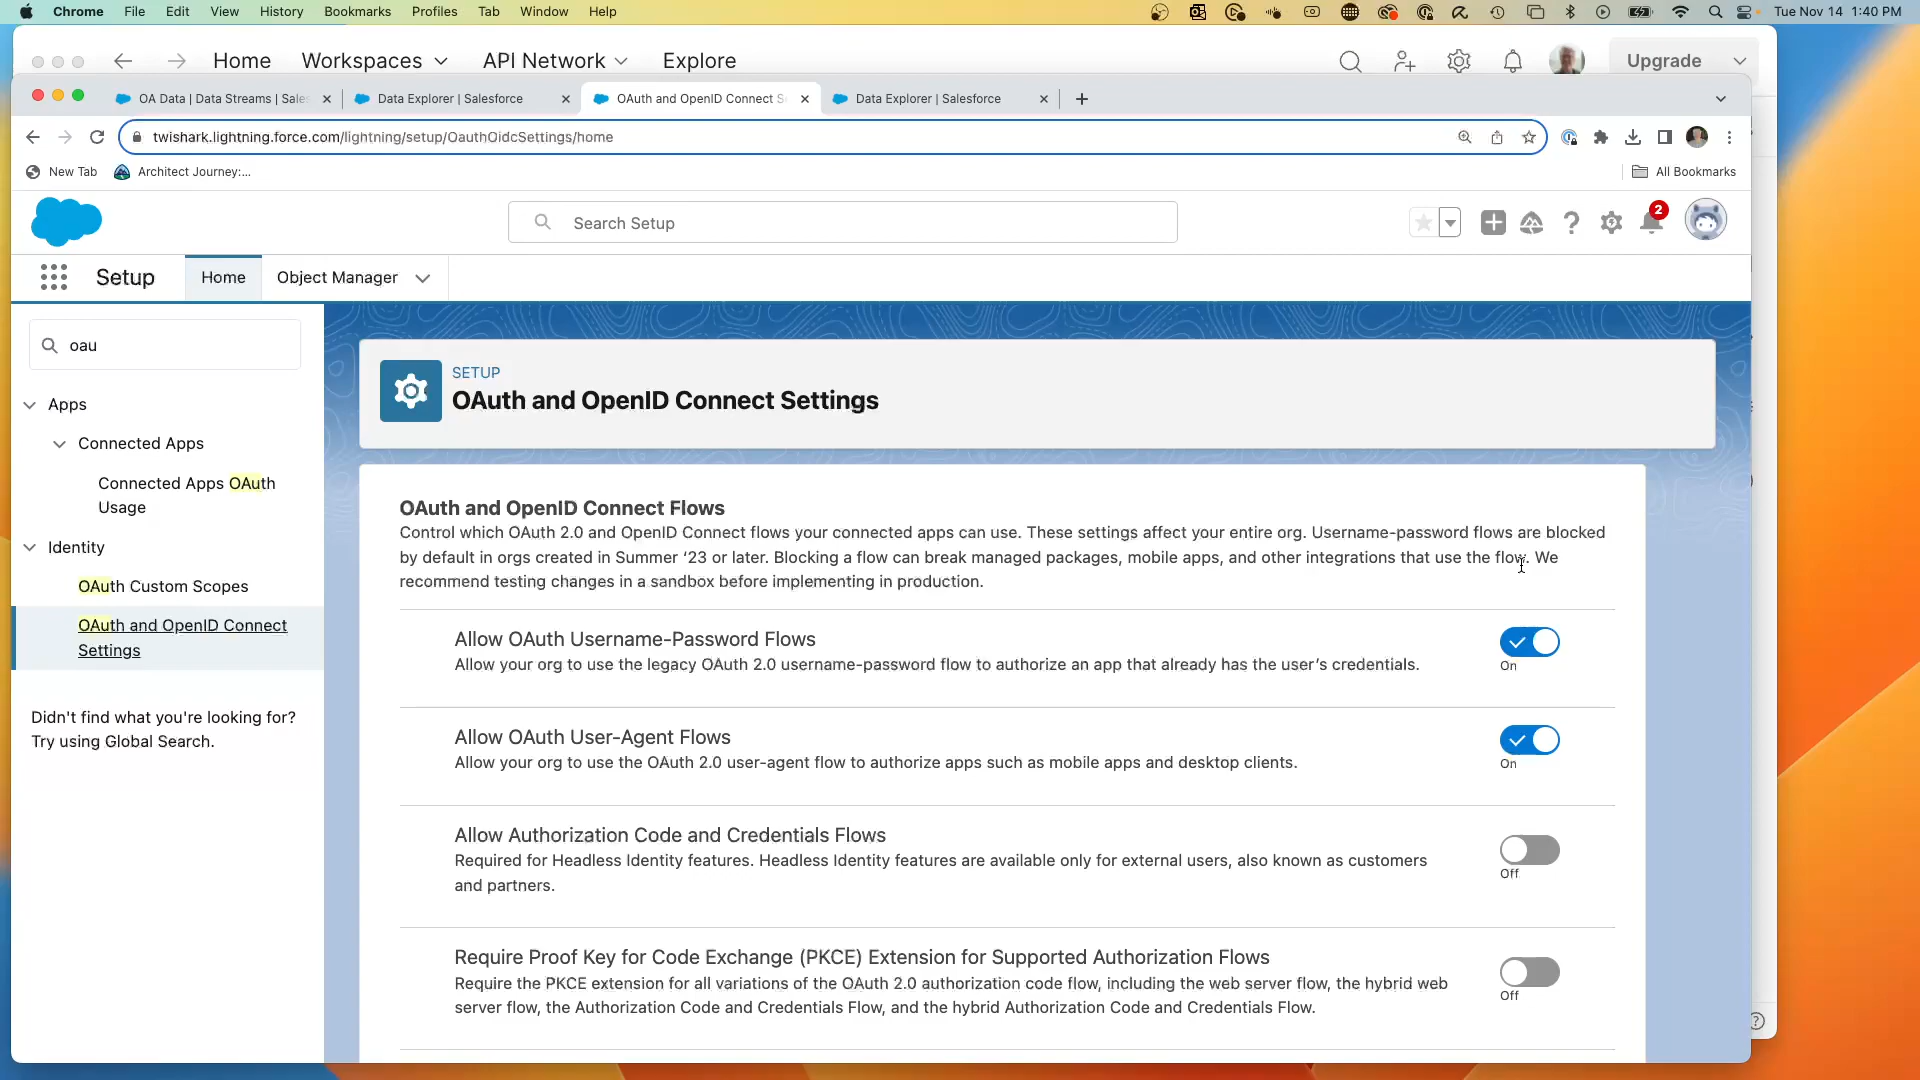 Chrome File Edit View History Bookmarks Profiles Tab Window Help Tue Nov 14 1:40 PM
Home Workspaces API Network Explore Upgrade
OA Data | Data Streams | Sales Data Explorer | Salesforce OAuth and OpenID Connect S Data Explorer | Salesforce
twishark.lightning.force.com/lightning/setup/OauthOidcSettings/home
New Tab Architect Journey:... All Bookmarks
Search Setup 2
Setup Home Object Manager
oau
Apps
Connected Apps
Connected Apps OAuth
Usage
Identity
OAuth Custom Scopes
OAuth and OpenID Connect
Settings
Didn't find what you're looking for?
Try using Global Search.
SETUP
OAuth and OpenID Connect Settings
OAuth and OpenID Connect Flows
Control which OAuth 2.0 and OpenID Connect flows your connected apps can use. These settings affect your entire org. Username-password flows are blocked
by default in orgs created in Summer ‘23 or later. Blocking a flow can break managed packages, mobile apps, and other integrations that use the flow. We
recommend testing changes in a sandbox before implementing in production.
Allow OAuth Username-Password Flows
Allow your org to use the legacy OAuth 2.0 username-password flow to authorize an app that already has the user’s credentials.
On
Allow OAuth User-Agent Flows
Allow your org to use the OAuth 2.0 user-agent flow to authorize apps such as mobile apps and desktop clients.
On
Allow Authorization Code and Credentials Flows
Required for Headless Identity features. Headless Identity features are available only for external users, also known as customers
and partners.
Off
Require Proof Key for Code Exchange (PKCE) Extension for Supported Authorization Flows
Require the PKCE extension for all variations of the OAuth 2.0 authorization code flow, including the web server flow, the hybrid web
server flow, the Authorization Code and Credentials Flow, and the hybrid Authorization Code and Credentials Flow.
Off